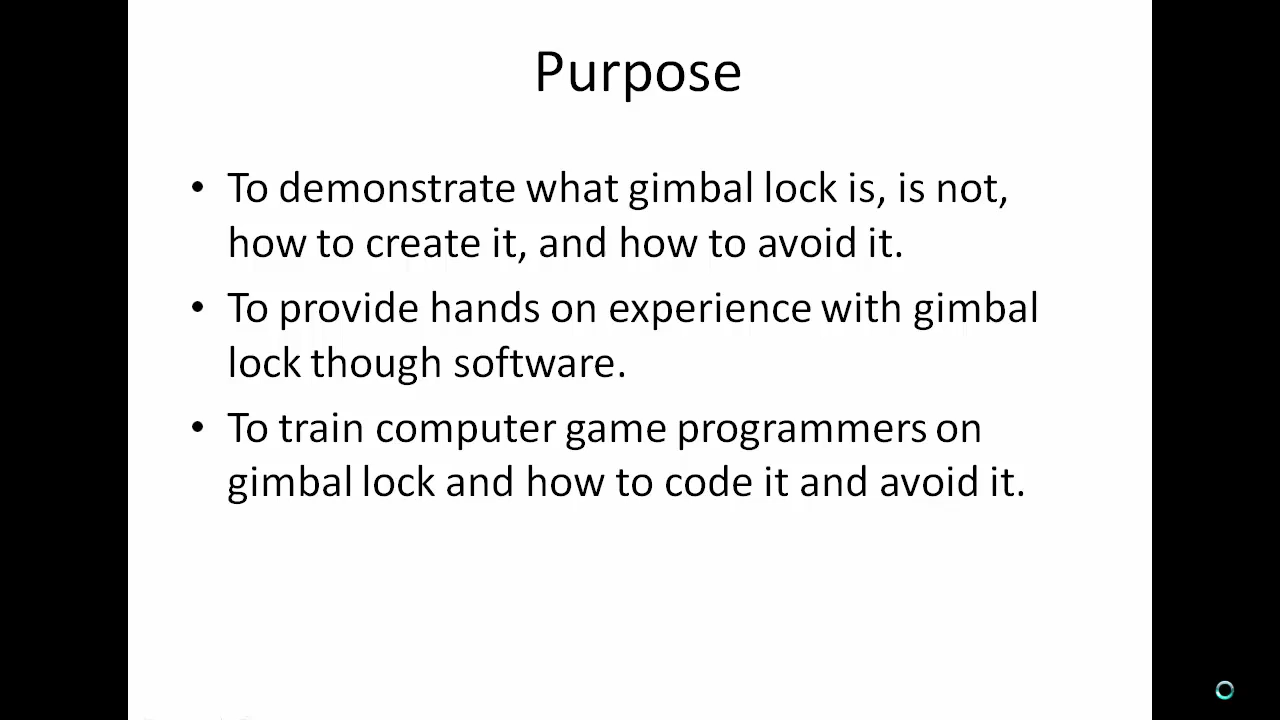 Purpose
• To demonstrate what gimbal lock is, is not,
how to create it, and how to avoid it.
• To provide hands on experience with gimbal
lock though software.
• To train computer game programmers on
gimbal lock and how to code it and avoid it.